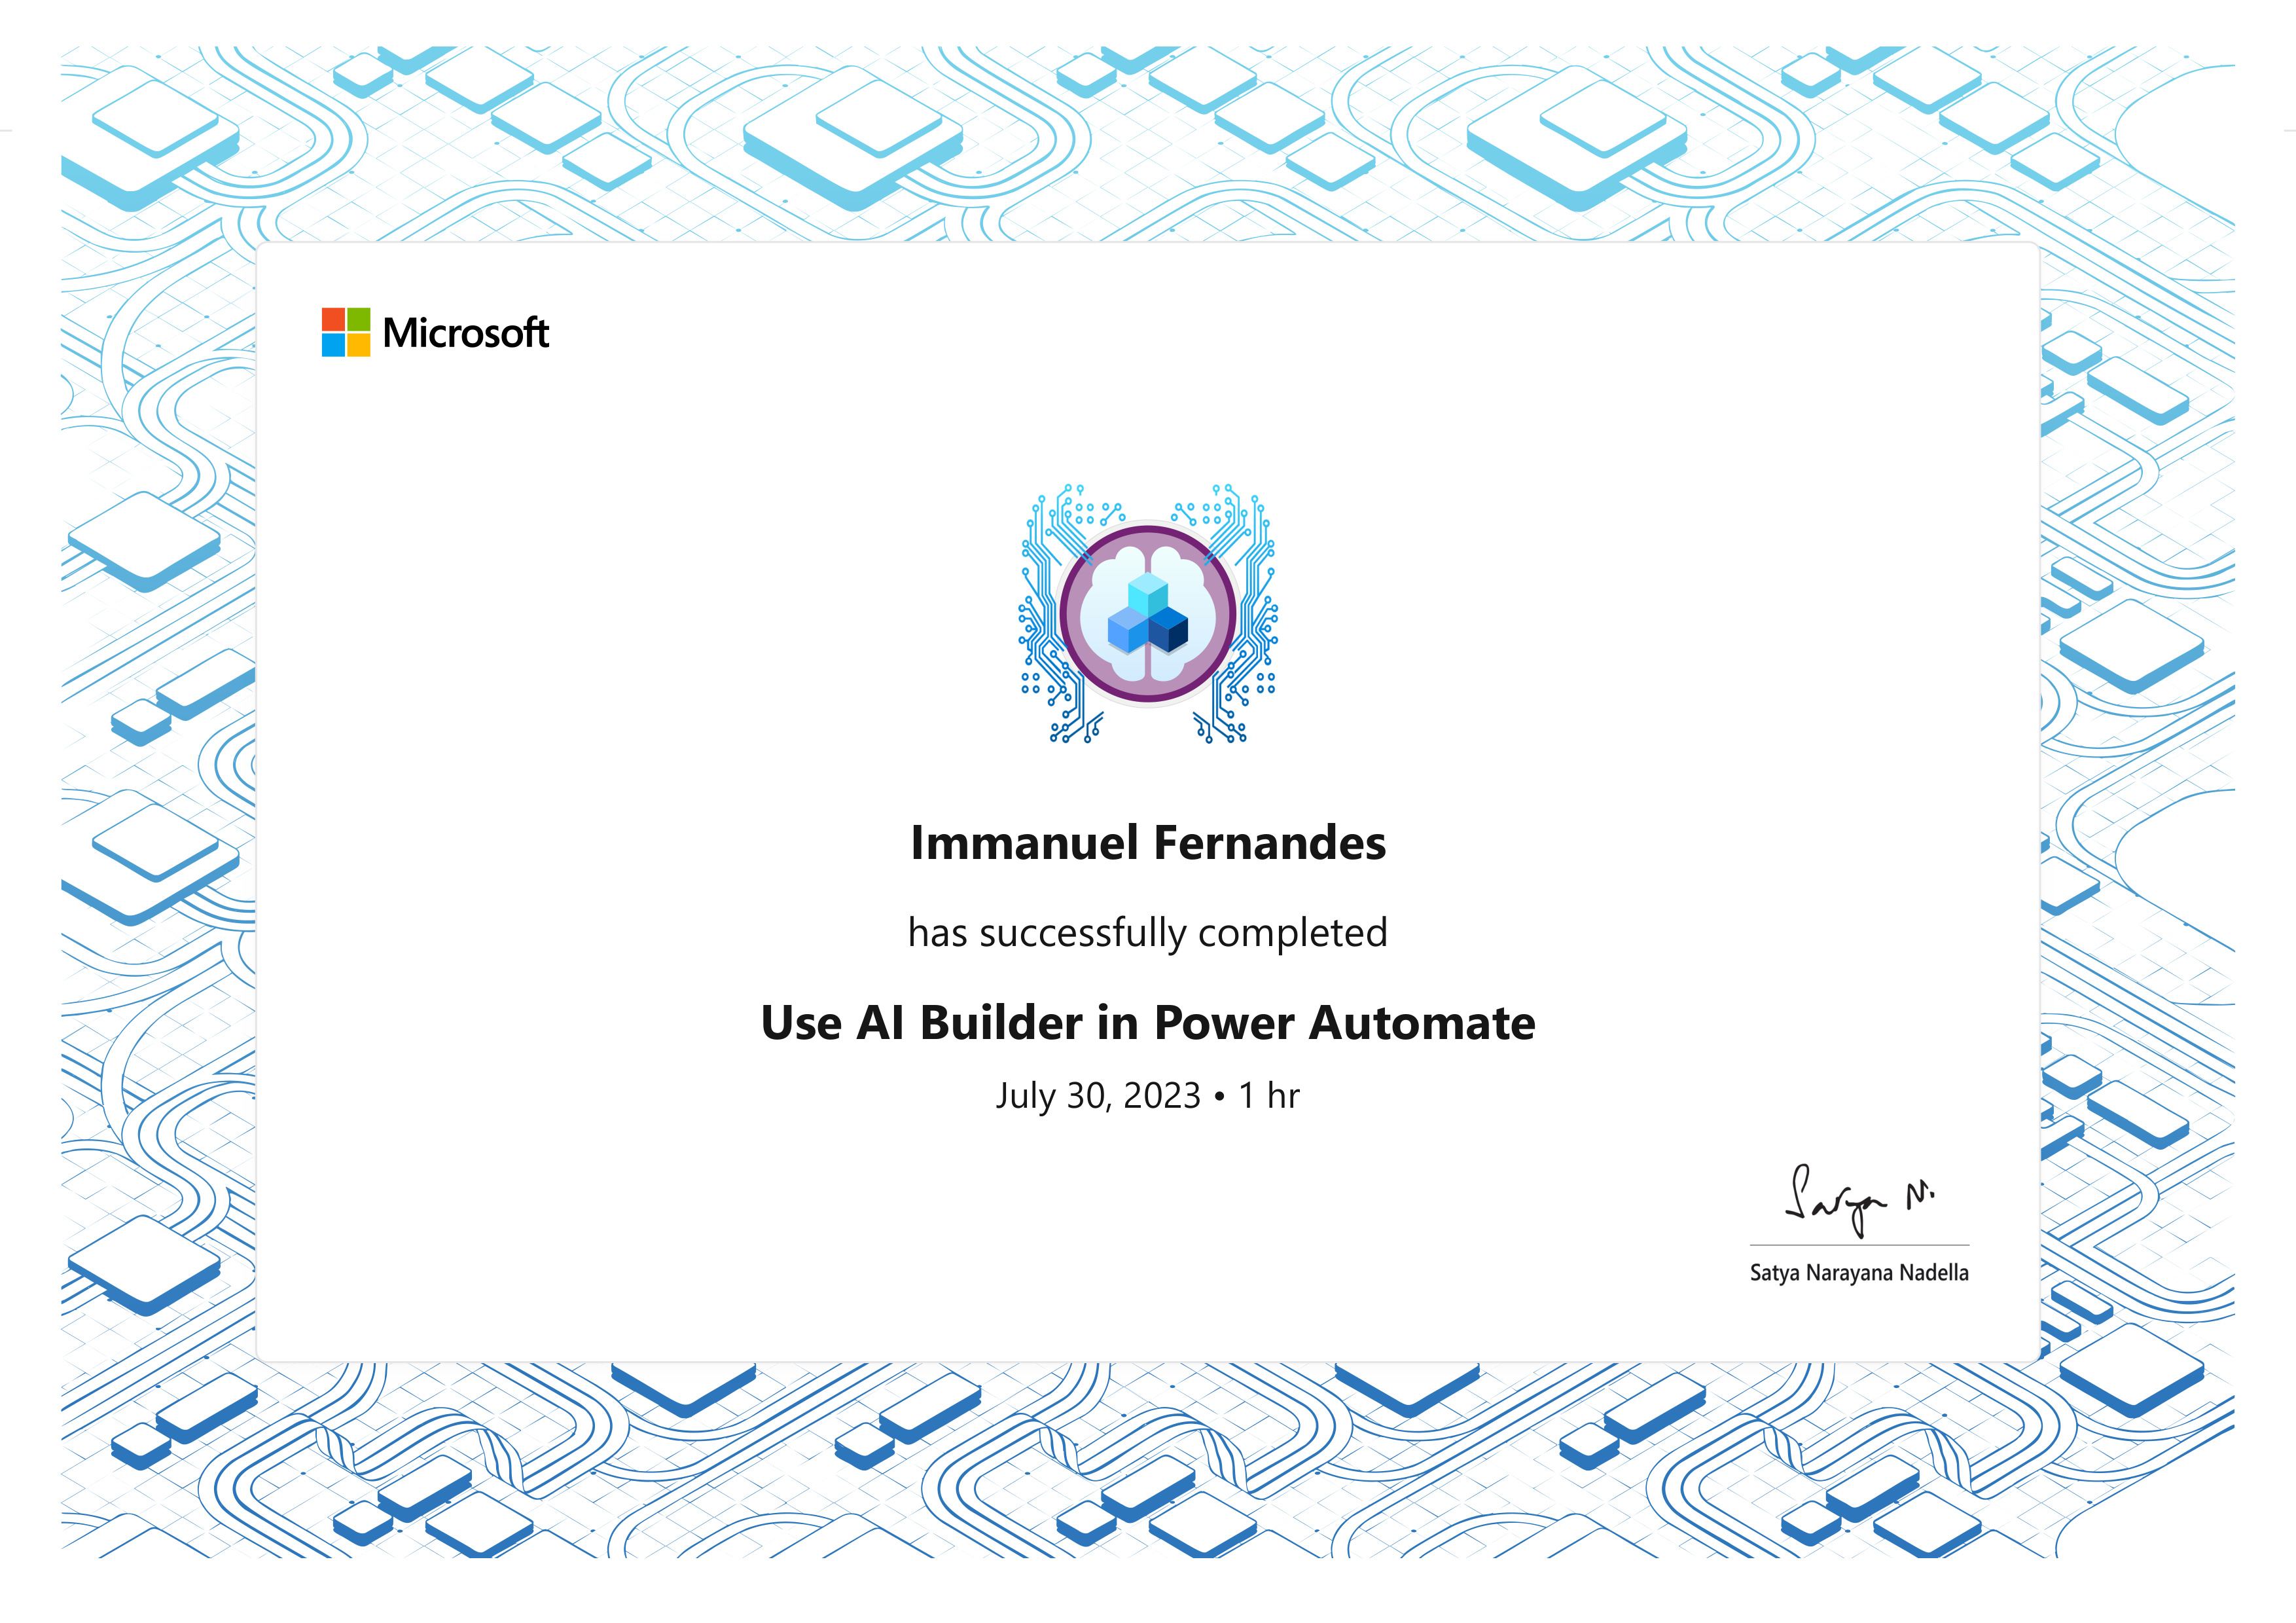 Microsoft
Immanuel Fernandes
has successfully completed
Use AI Builder in Power Automate
July 30, 2023 • 1 hr
Satya N.
Satya Narayana Nadella